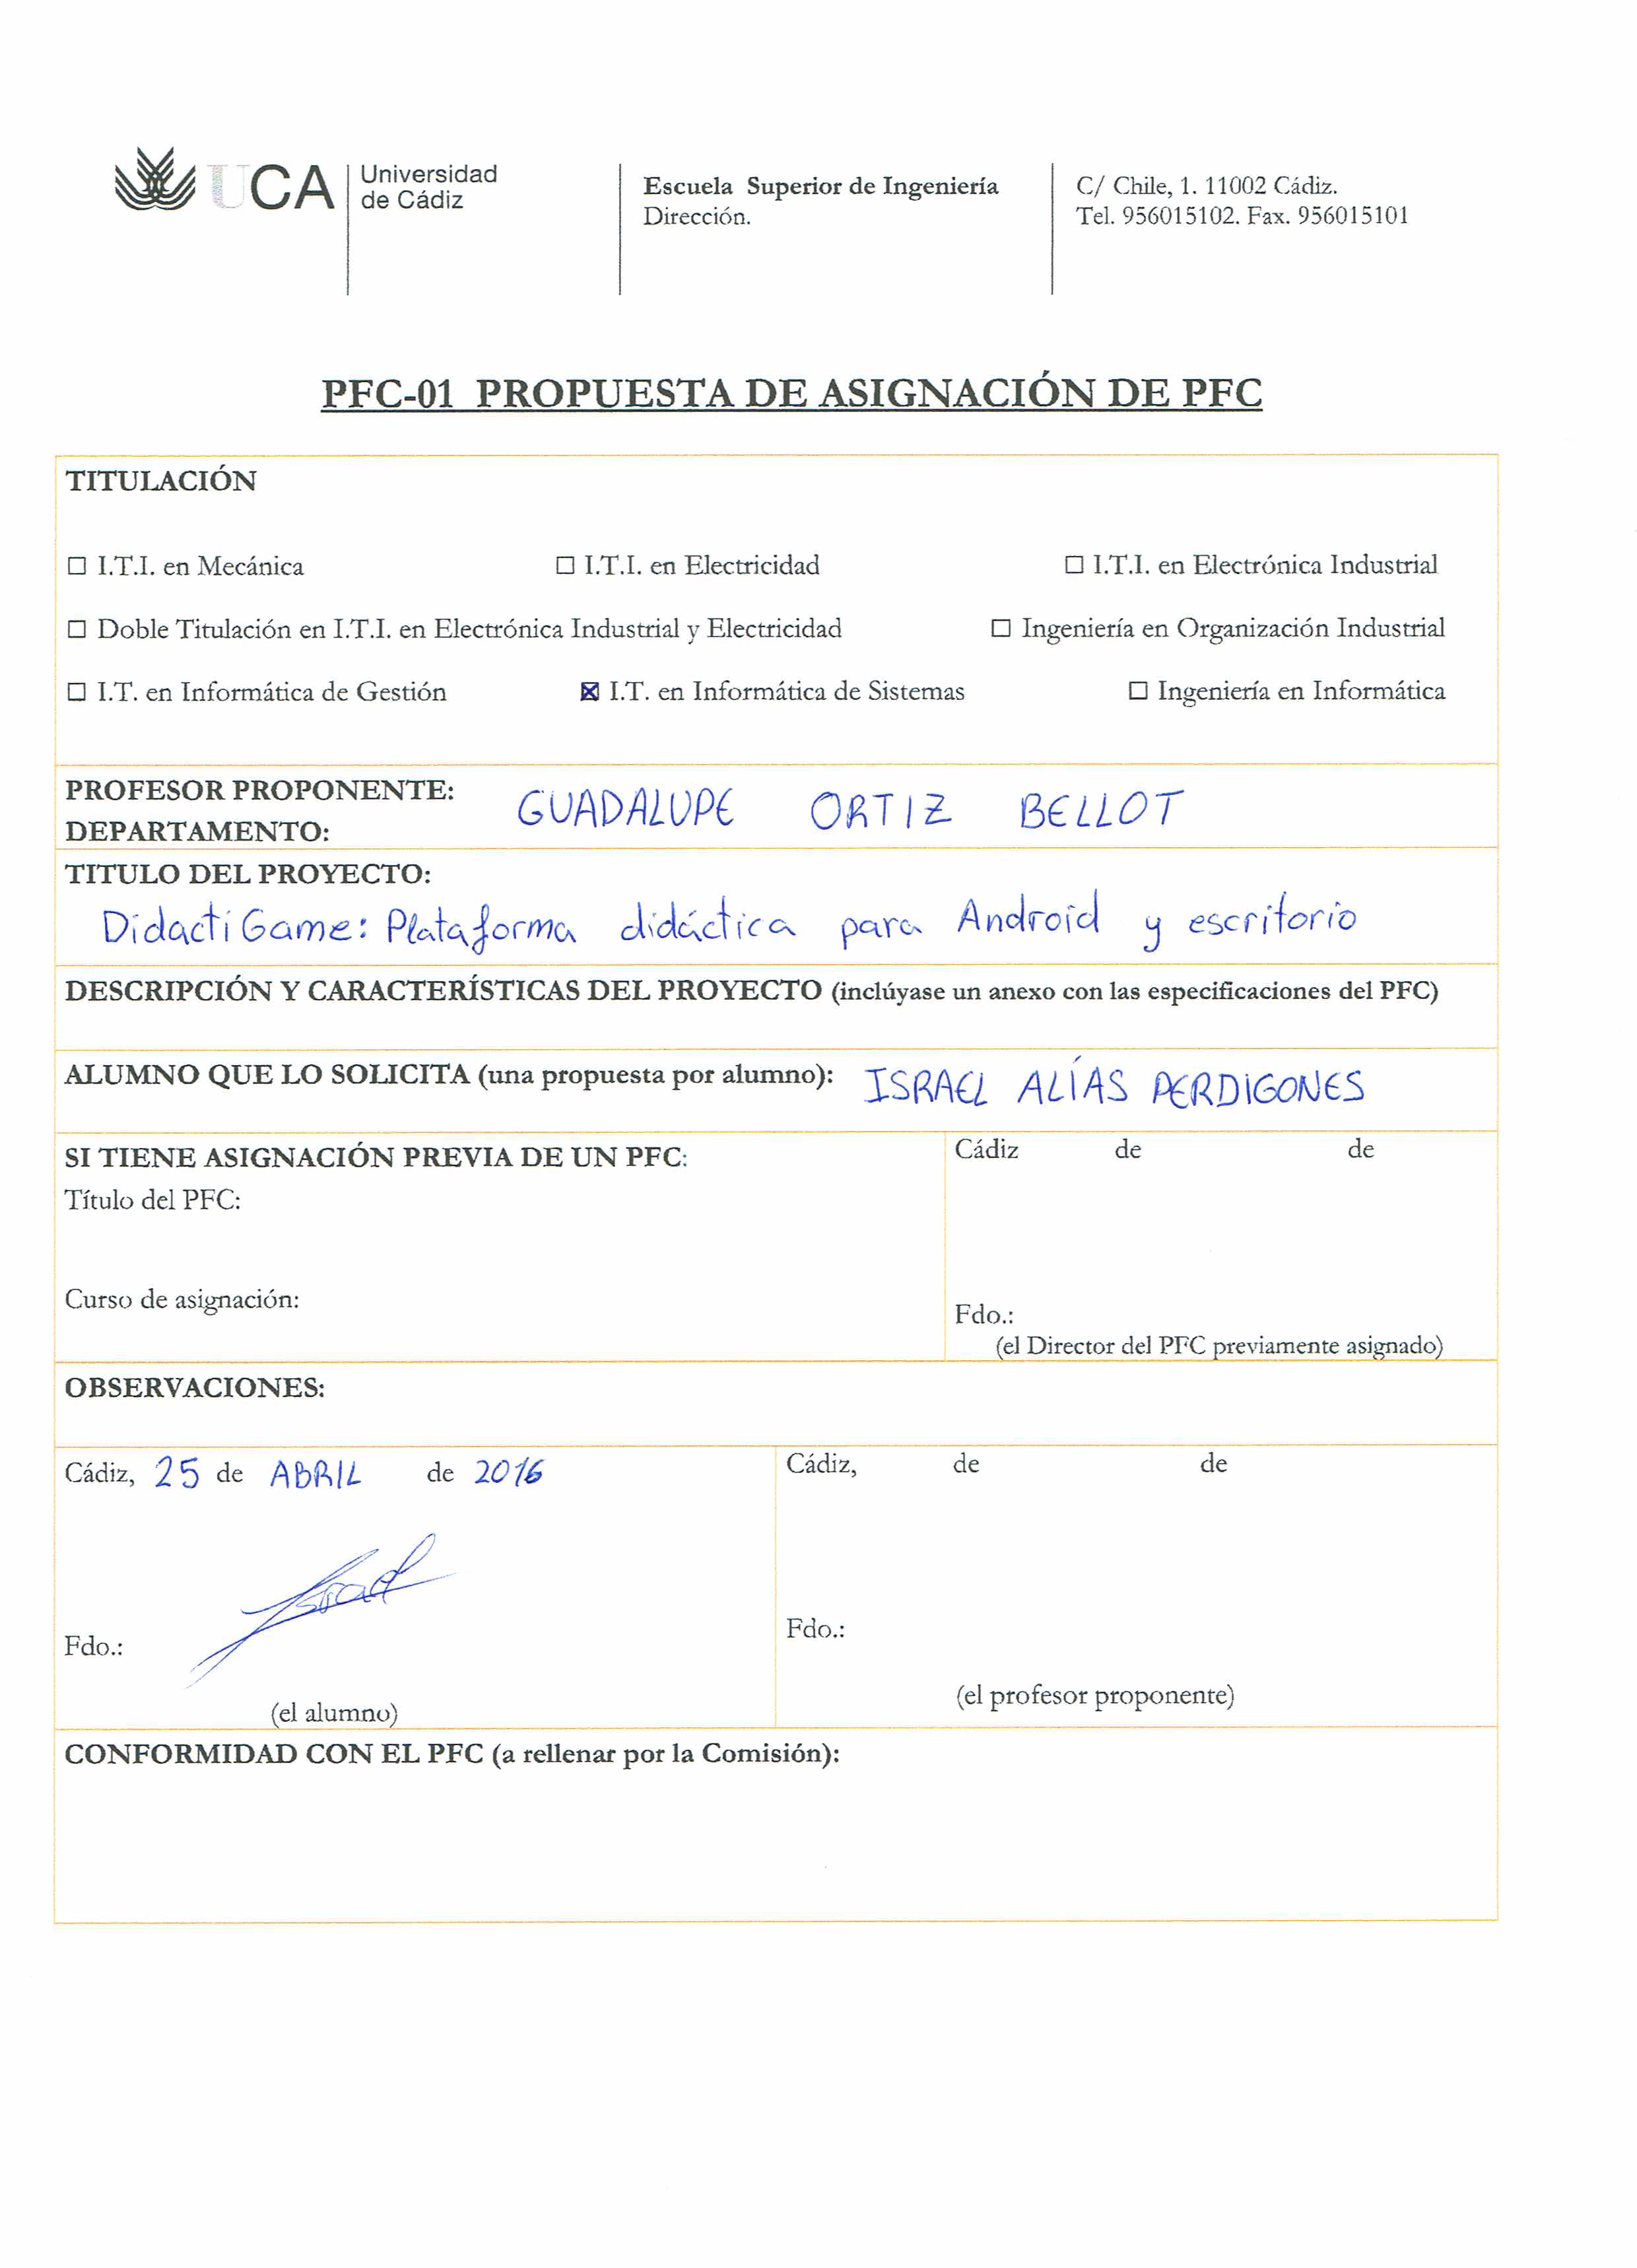 UCA Universidad de Cádiz
Escuela Superior de Ingeniería
Dirección.
C/ Chile, 1. 11002 Cádiz.
Tel. 956015102. Fax. 956015101
PFC-01 PROPUESTA DE ASIGNACIÓN DE PFC
TITULACIÓN
☐ I.T.I. en Mecánica ☐ I.T.I. en Electricidad ☐ I.T.I. en Electrónica Industrial
☐ Doble Titulación en I.T.I. en Electrónica Industrial y Electricidad ☐ Ingeniería en Organización Industrial
☐ I.T. en Informática de Gestión ☒ I.T. en Informática de Sistemas ☐ Ingeniería en Informática
PROFESOR PROPONENTE: GUADALUPE ORTIZ BELLOT
DEPARTAMENTO:
TITULO DEL PROYECTO:
DidactiGame: Plataforma didáctica para Android y escritorio
DESCRIPCIÓN Y CARACTERÍSTICAS DEL PROYECTO (inclúyase un anexo con las especificaciones del PFC)
ALUMNO QUE LO SOLICITA (una propuesta por alumno): ISRAEL ALÍAS PERDIGONES
SI TIENE ASIGNACIÓN PREVIA DE UN PFC:
Título del PFC:
Curso de asignación:
Cádiz de de
Fdo.:
(el Director del PFC previamente asignado)
OBSERVACIONES:
Cádiz, 25 de ABRIL de 2016
Israel
Fdo.:
(el alumno)
Cádiz, de de
Fdo.:
(el profesor proponente)
CONFORMIDAD CON EL PFC (a rellenar por la Comisión):